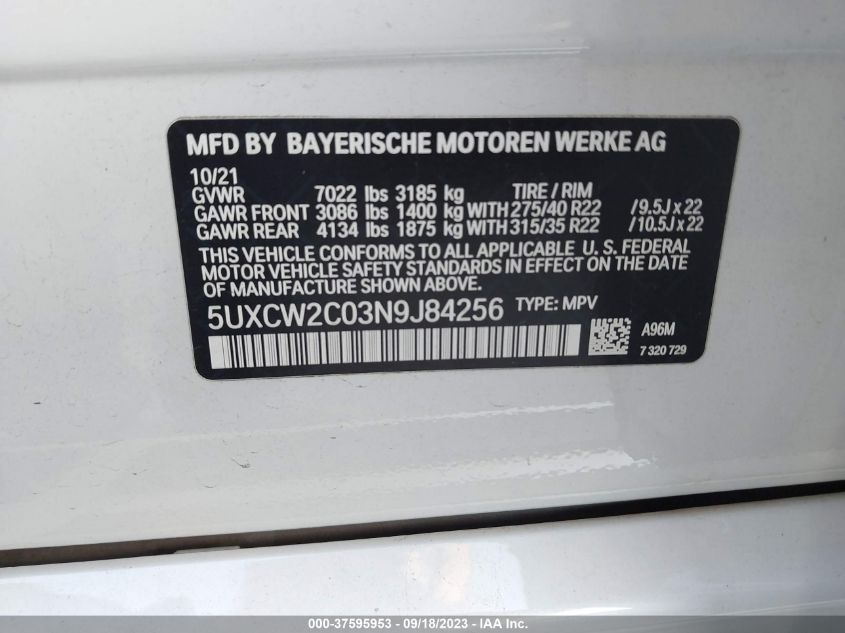 MFD BY BAYERISCHE MOTOREN WERKE AG
10/21
GVWR 7022 lbs 3185 kg TIRE / RIM
GAWR FRONT 3086 lbs 1400 kg WITH 275/40 R22 /9.5J x 22
GAWR REAR 4134 lbs 1875 kg WITH 315/35 R22 /10.5J x 22
THIS VEHICLE CONFORMS TO ALL APPLICABLE U. S. FEDERAL
MOTOR VEHICLE SAFETY STANDARDS IN EFFECT ON THE DATE
OF MANUFACTURE SHOWN ABOVE.
5UXCW2C03N9J84256 TYPE: MPV
A96M
7 320 729
000-37595953 - 09/18/2023 - IAA Inc.